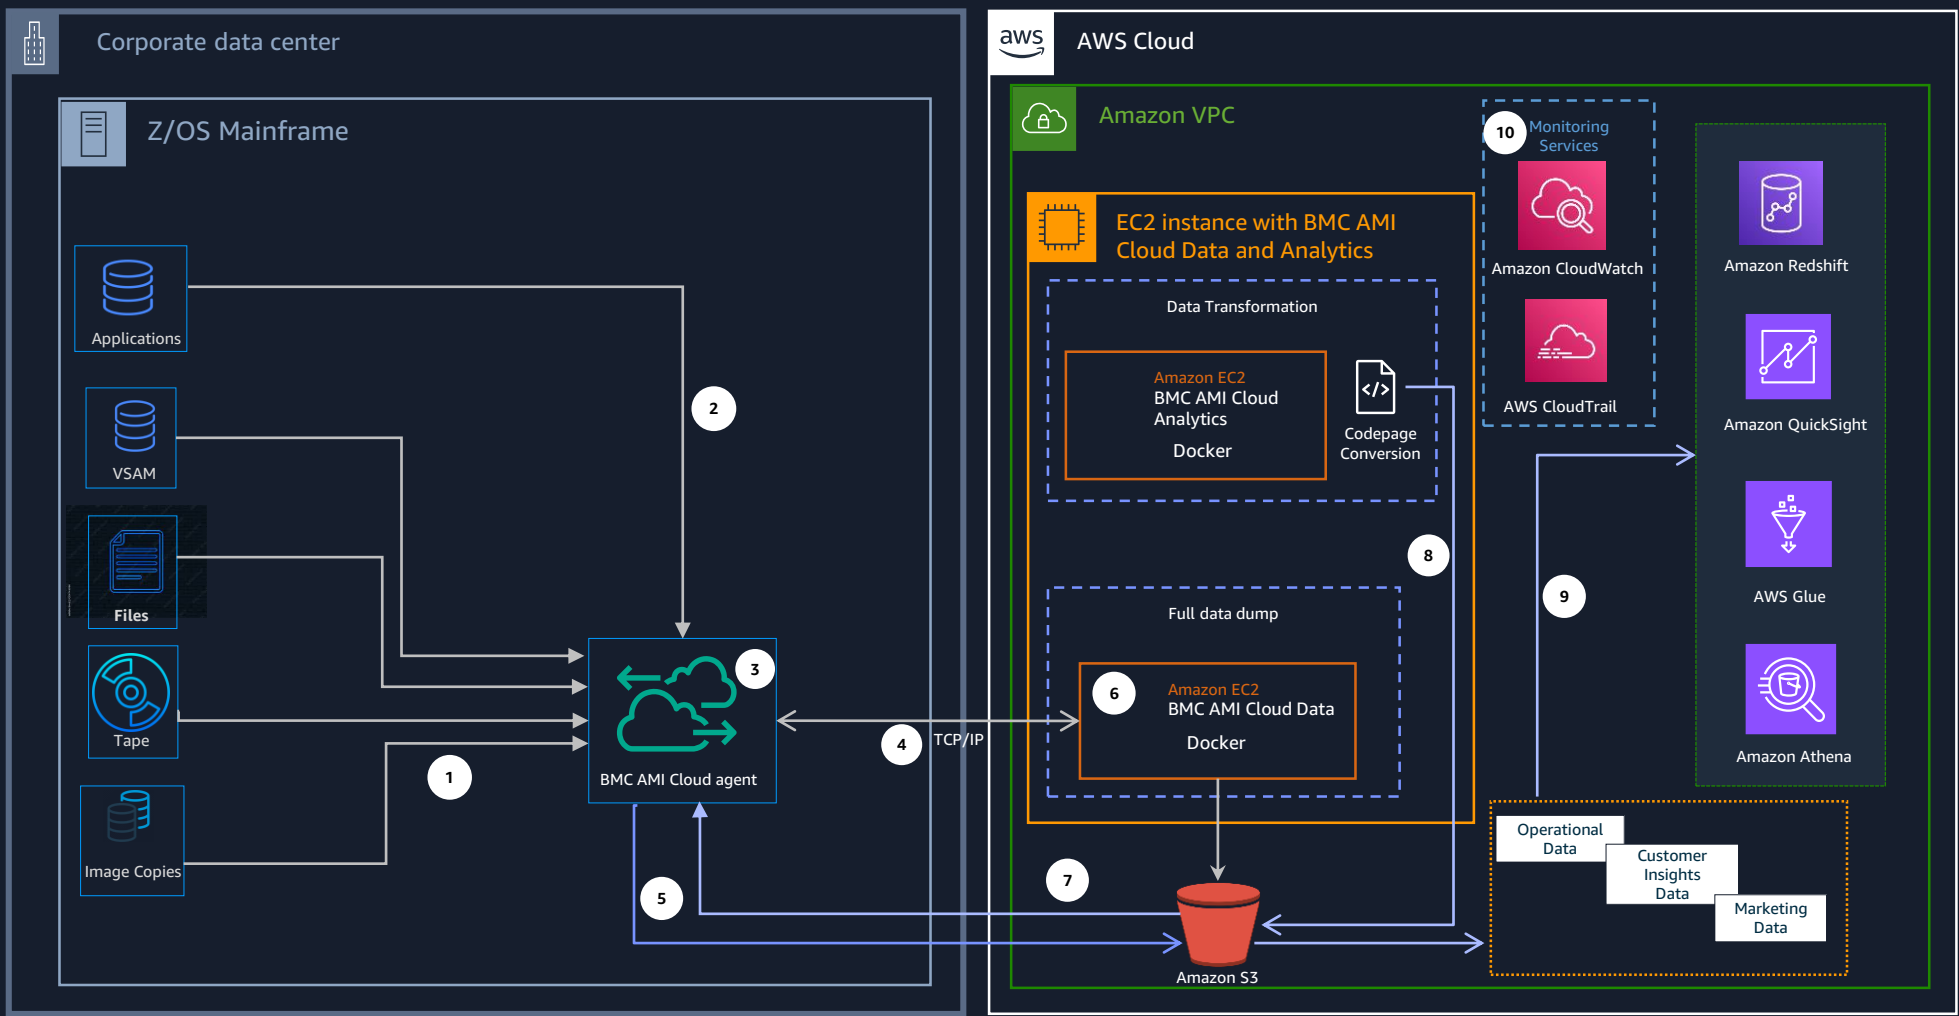 Corporate data center
Z/OS Mainframe
Applications
VSAM
Files
Tape
Image Copies
1
2
3
BMC AMI Cloud agent
4
TCP/IP
5
aws
AWS Cloud
Amazon VPC
EC2 instance with BMC AMI
Cloud Data and Analytics
Data Transformation
Amazon EC2
BMC AMI Cloud
Analytics
Docker
</>
Codepage
Conversion
Full data dump
6
Amazon EC2
BMC AMI Cloud Data
Docker
7
Amazon S3
8
9
10
Monitoring
Services
Amazon CloudWatch
AWS CloudTrail
Amazon Redshift
Amazon QuickSight
AWS Glue
Amazon Athena
Operational
Data
Customer
Insights
Data
Marketing
Data